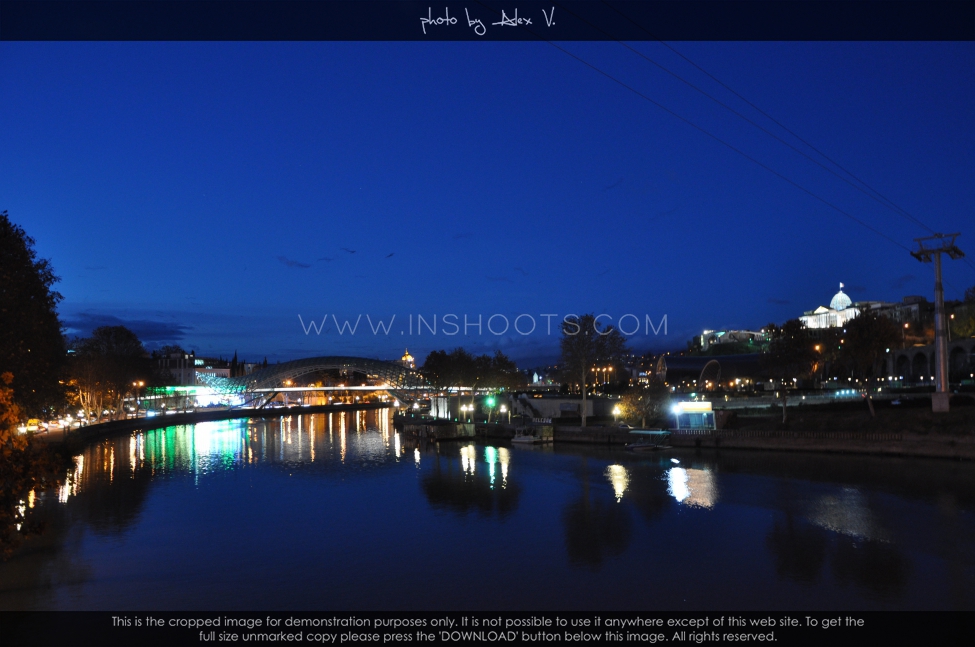 photo by Alex V.
WWW.INSHOOTS.COM
This is the cropped image for demonstration purposes only. It is not possible to use it anywhere except of this web site. To get the
full size unmarked copy please press the 'DOWNLOAD' button below this image. All rights reserved.